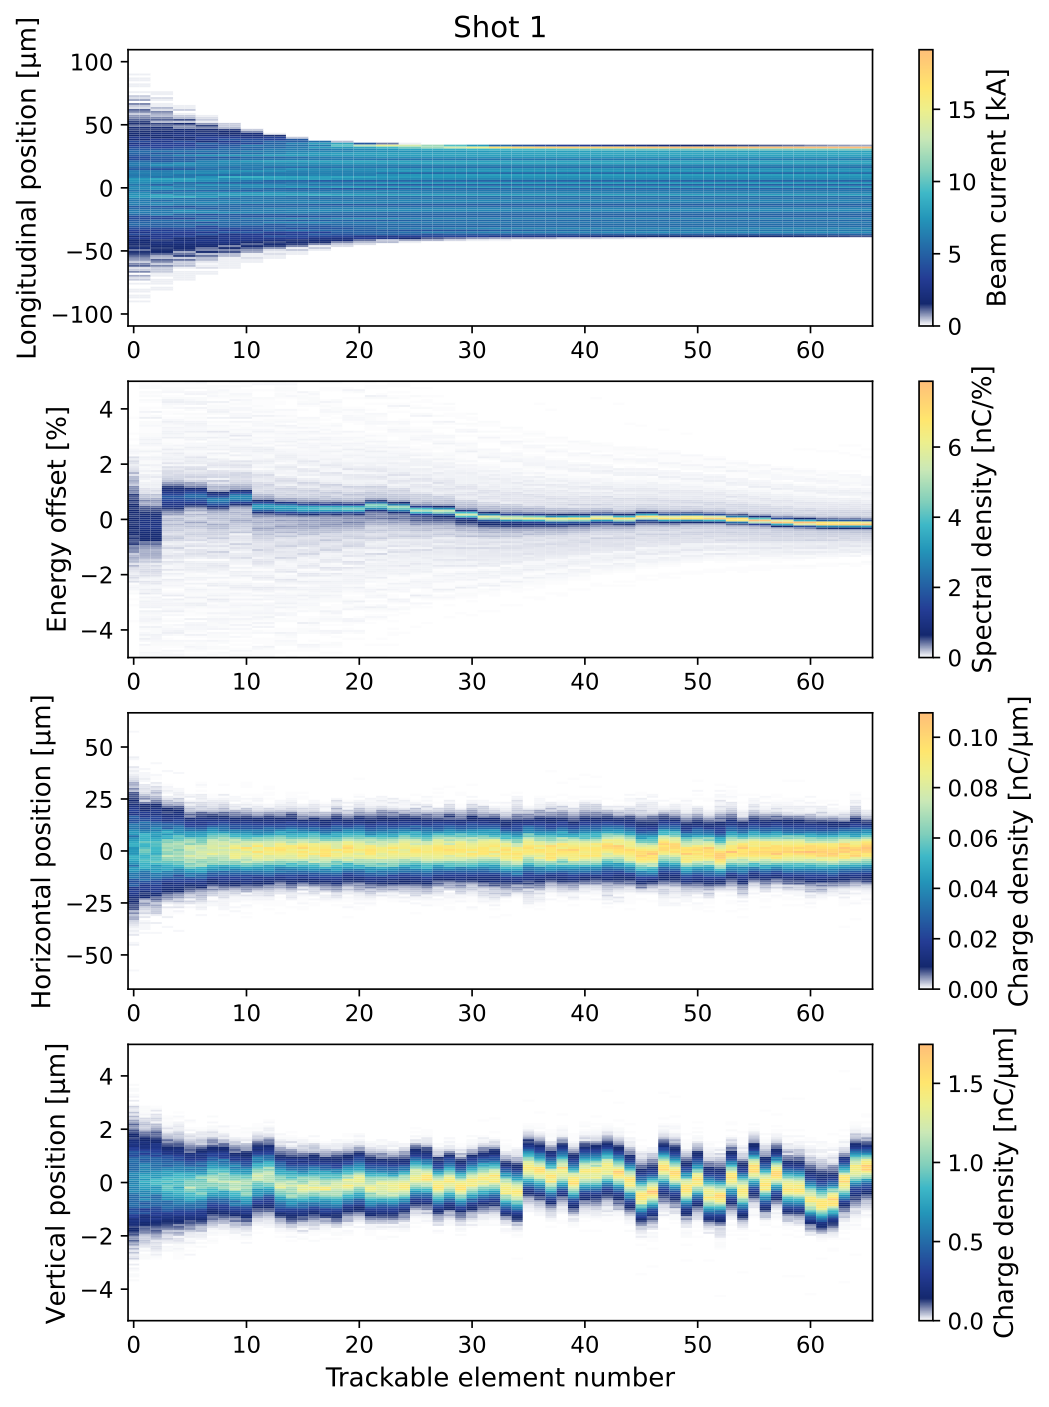 Shot 1
Longitudinal position [μm]
100
50
0
−50
−100
0 10 20 30 40 50 60
15
10
5
0
Beam current [kA]
Energy offset [%]
4
2
0
−2
−4
0 10 20 30 40 50 60
6
4
2
0
Spectral density [nC/%]
Horizontal position [μm]
50
25
0
−25
−50
0 10 20 30 40 50 60
0.10
0.08
0.06
0.04
0.02
0.00
Charge density [nC/μm]
Vertical position [μm]
4
2
0
−2
−4
0 10 20 30 40 50 60
1.5
1.0
0.5
0.0
Charge density [nC/μm]
Trackable element number